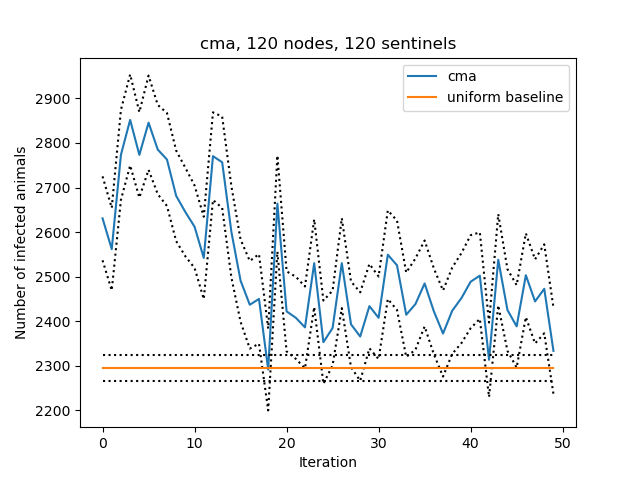 cma, 120 nodes, 120 sentinels
cma
uniform baseline
Number of infected animals
2900
2800
2700
2600
2500
2400
2300
2200
0 10 20 30 40 50
Iteration